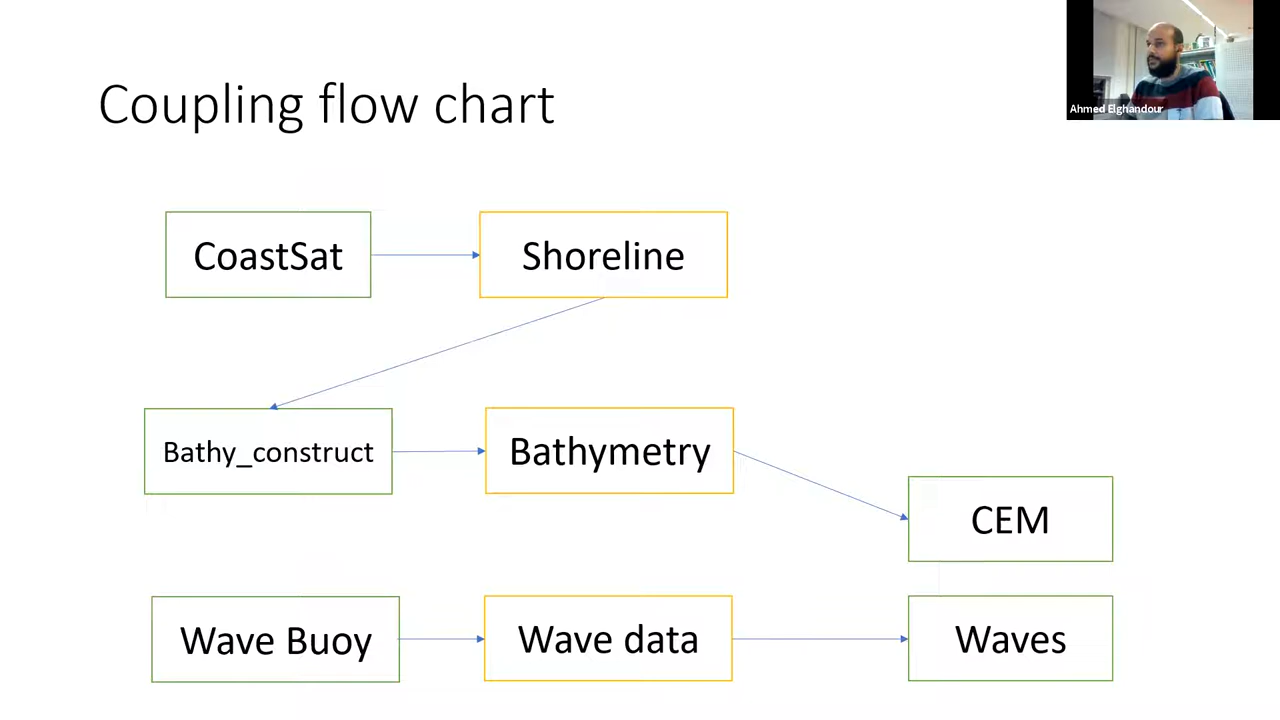 Coupling flow chart
Ahmed Elghandour
CoastSat
Shoreline
Bathy_construct
Bathymetry
CEM
Wave Buoy
Wave data
Waves